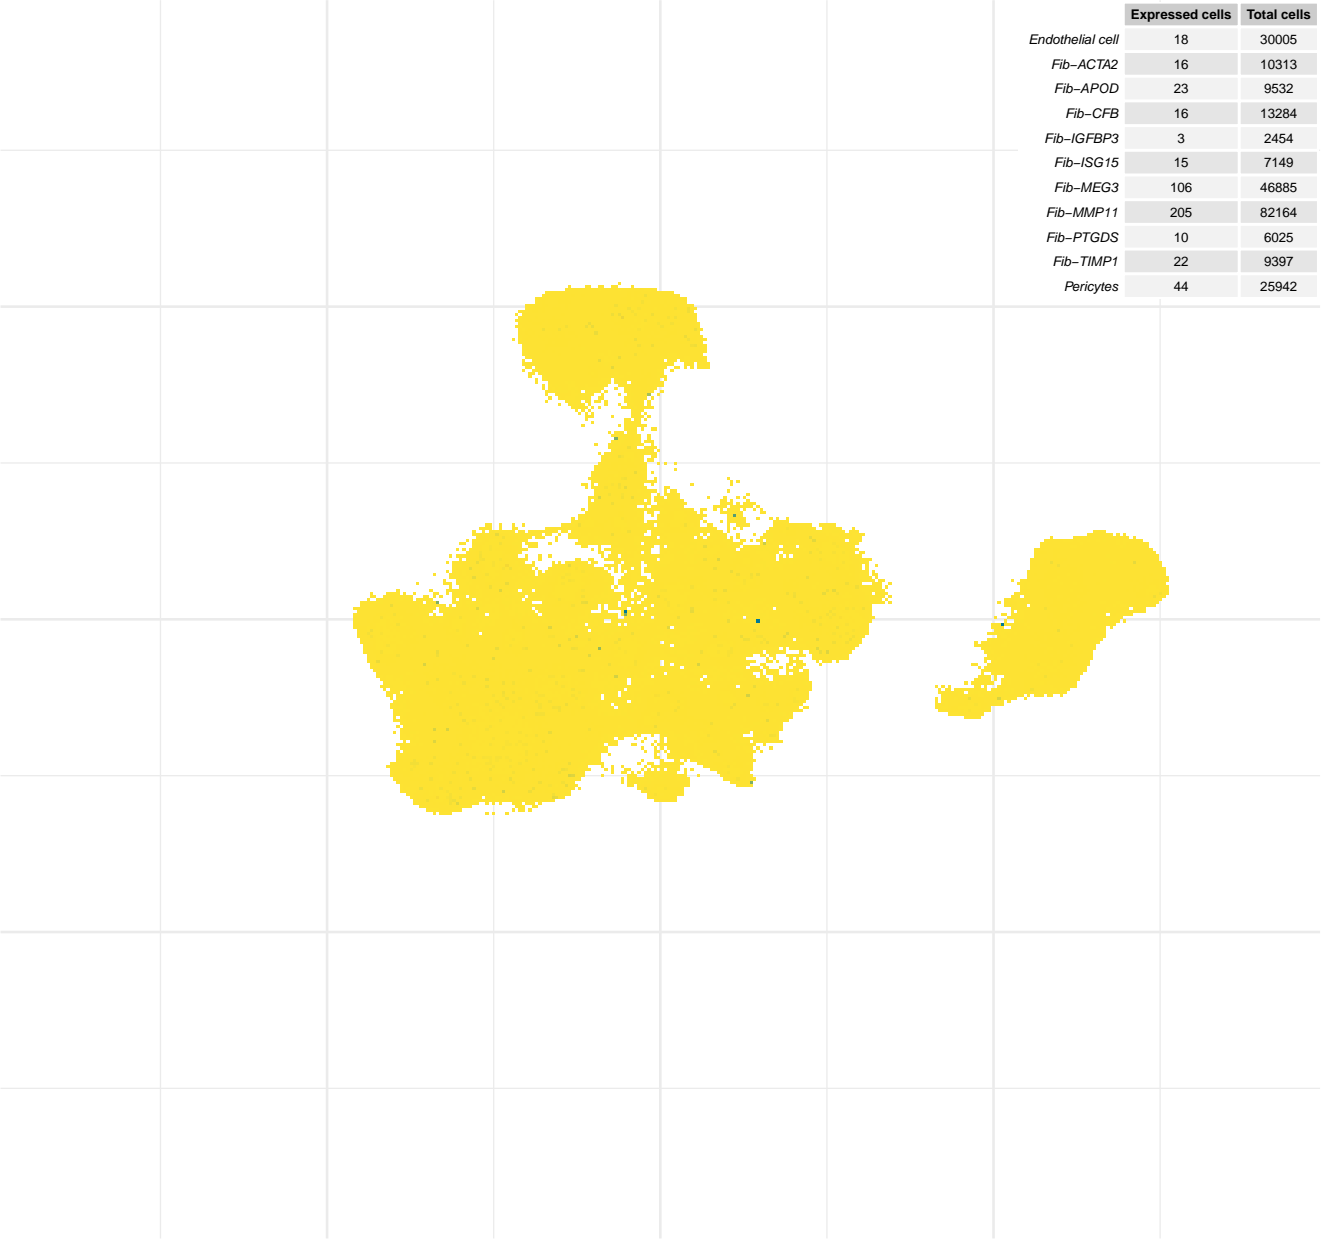 Expressed cells Total cells
Endothelial cell 18 30005
Fib−ACTA2 16 10313
Fib−APOD 23 9532
Fib−CFB 16 13284
Fib−IGFBP3 3 2454
Fib−ISG15 15 7149
Fib−MEG3 106 46885
Fib−MMP11 205 82164
Fib−PTGDS 10 6025
Fib−TIMP1 22 9397
Pericytes 44 25942